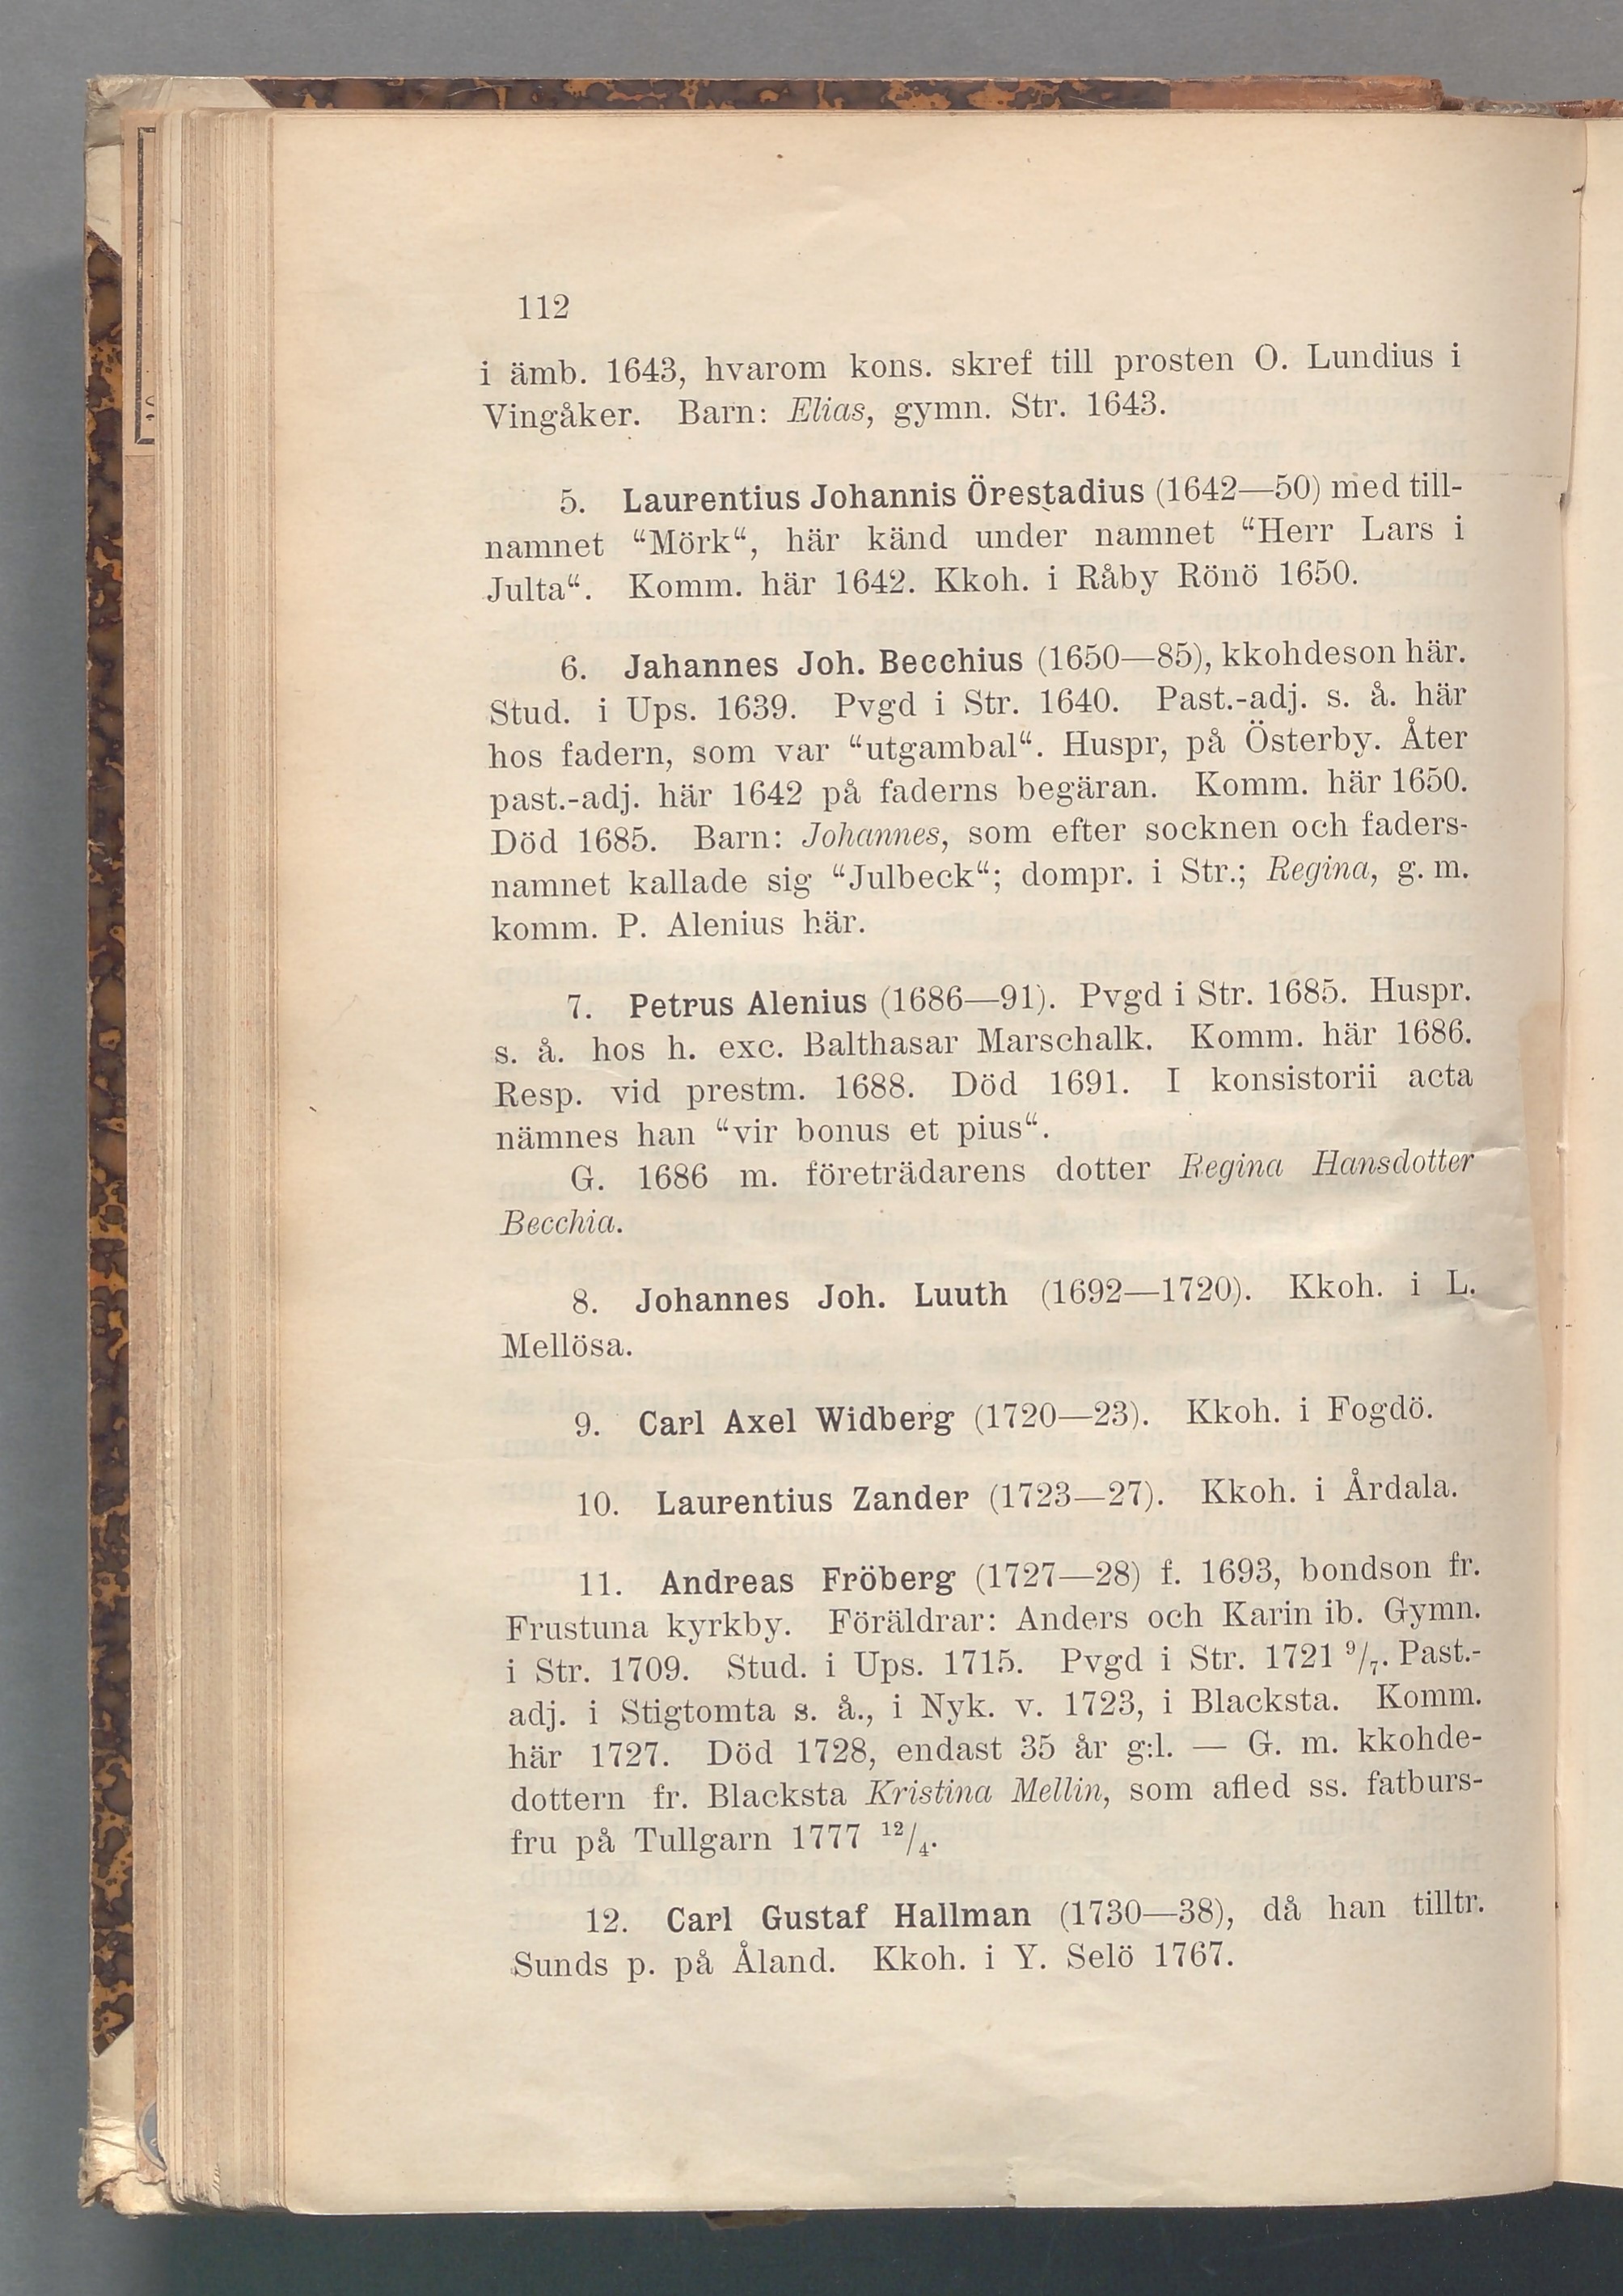 112
i ämb. 1643, hvarom kons. skref till prosten O. Lundius i
Vingåker. Barn: Elias, gymn. Str. 1643.
5. Laurentius Johannis Örestadius (1642—50) med till-
namnet “Mörk“, här känd under namnet “Herr Lars i
Julta“. Komm. här 1642. Kkoh. i Råby Rönö 1650.
6. Jahannes Joh. Becchius (1650—85), kkohdeson här.
Stud. i Ups. 1639. Pvgd i Str. 1640. Past.-adj. s. å. här
hos fadern, som var “utgambal“. Huspr, på Österby. Åter
past.-adj. här 1642 på faderns begäran. Komm. här 1650.
Död 1685. Barn: Johannes, som efter socknen och faders-
namnet kallade sig “Julbeck“; dompr. i Str.; Regina, g. m.
komm. P. Alenius här.
7. Petrus Alenius (1686—91). Pvgd i Str. 1685. Huspr.
s. å. hos h. exc. Balthasar Marschalk. Komm. här 1686.
Resp. vid prestm. 1688. Död 1691. I konsistorii acta
nämnes han “vir bonus et pius“.
G. 1686 m. företrädarens dotter Regina Hansdotter
Becchia.
8. Johannes Joh. Luuth (1692—1720). Kkoh. i L.
Mellösa.
9. Carl Axel Widberg (1720—23). Kkoh. i Fogdö.
10. Laurentius Zander (1723—27). Kkoh. i Årdala.
11. Andreas Fröberg (1727—28) f. 1693, bondson fr.
Frustuna kyrkby. Föräldrar: Anders och Karin ib. Gymn.
i Str. 1709. Stud. i Ups. 1715. Pvgd i Str. 1721 ⁹/₇. Past.-
adj. i Stigtomta s. å., i Nyk. v. 1723, i Blacksta. Komm.
här 1727. Död 1728, endast 35 år g:l. — G. m. kkohde-
dottern fr. Blacksta Kristina Mellin, som afled ss. fatburs-
fru på Tullgarn 1777 ¹²/₄.
12. Carl Gustaf Hallman (1730—38), då han tilltr.
Sunds p. på Åland. Kkoh. i Y. Selö 1767.